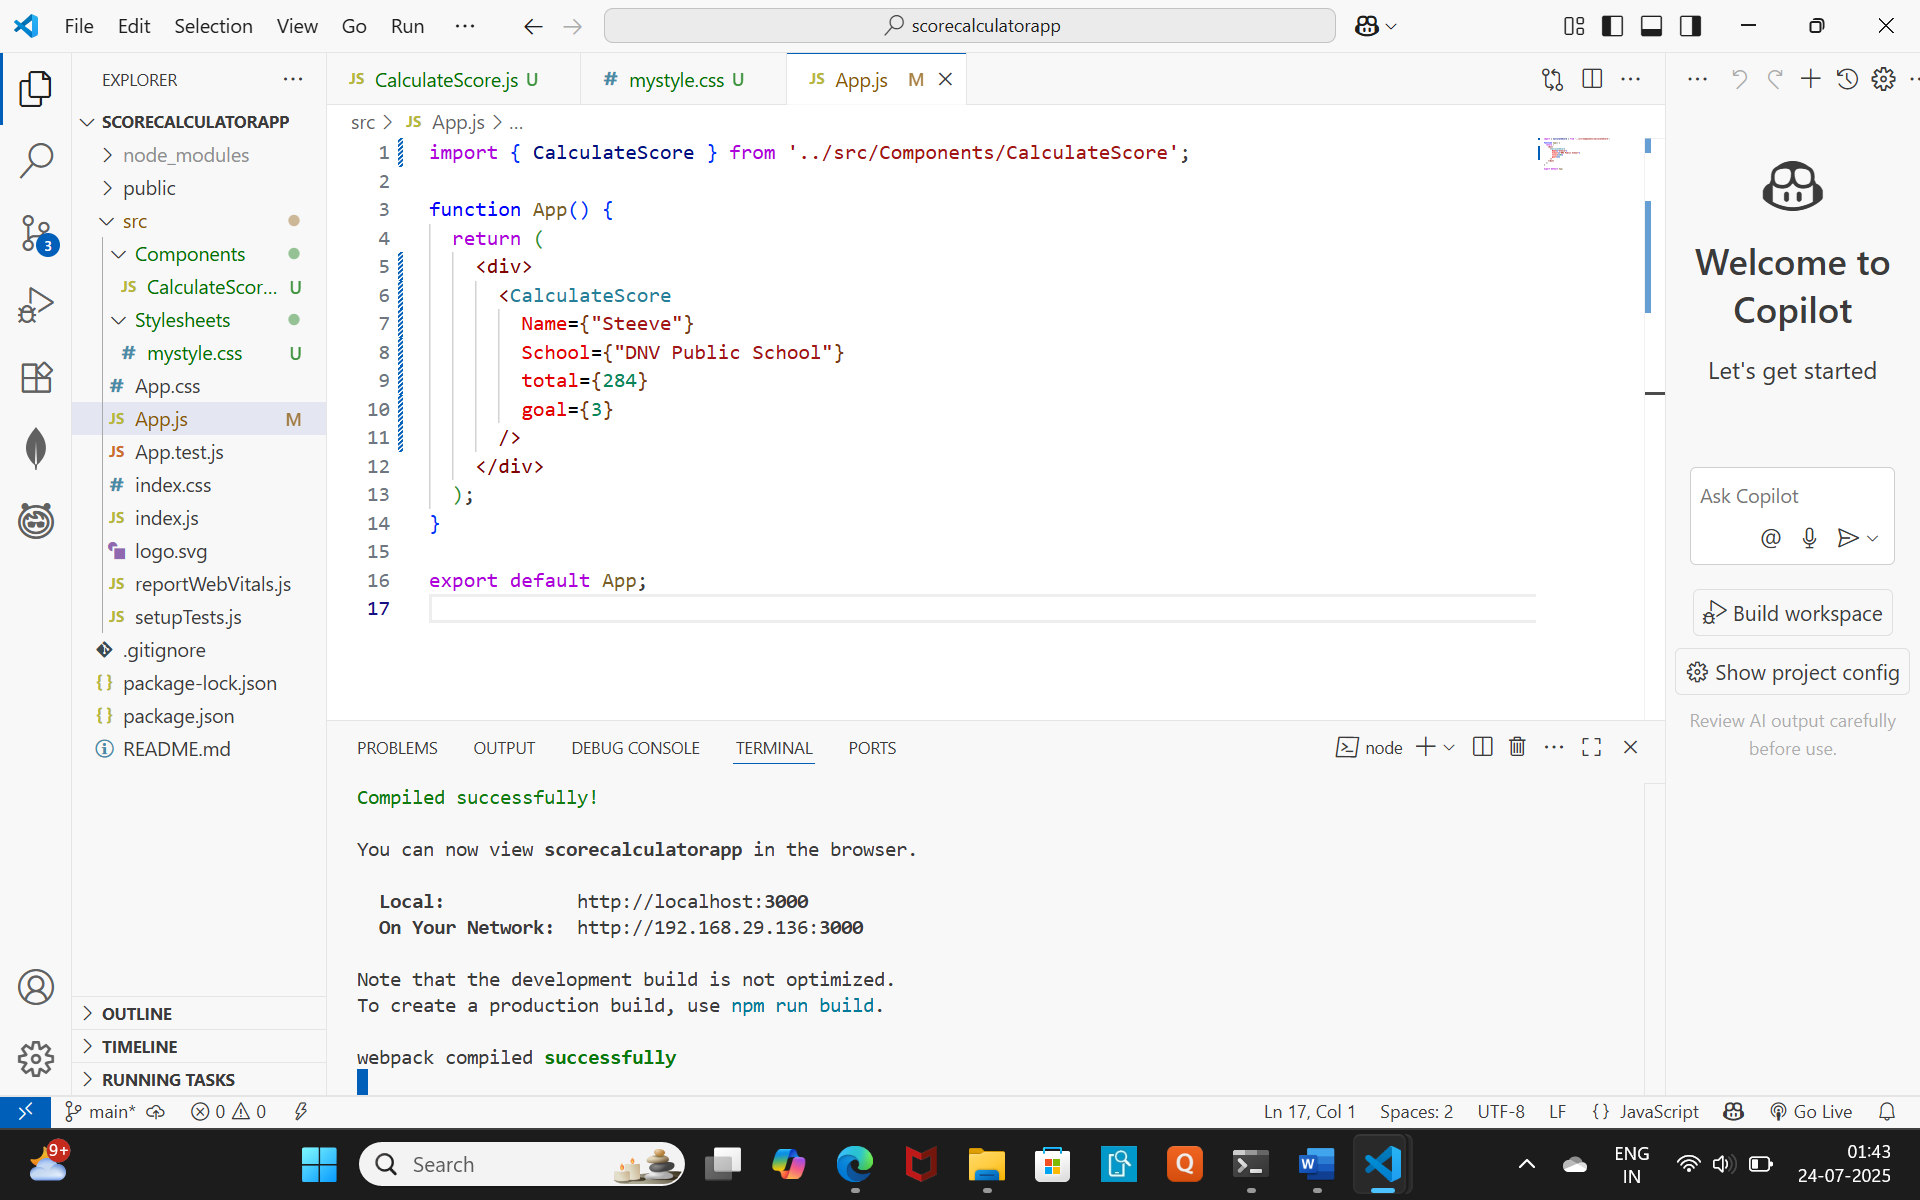 File Edit Selection View Go Run ··· scorecalculatorapp
EXPLORER
SCORECALCULATORAPP
node_modules
public
src
Components
JS CalculateScor... U
Stylesheets
# mystyle.css U
# App.css
JS App.js M
JS App.test.js
# index.css
JS index.js
logo.svg
JS reportWebVitals.js
JS setupTests.js
.gitignore
{} package-lock.json
{} package.json
README.md
OUTLINE
TIMELINE
RUNNING TASKS
3
JS CalculateScore.js U # mystyle.css U JS App.js M
src > JS App.js > ...
1 import { CalculateScore } from '../src/Components/CalculateScore';
2
3 function App() {
4 return (
5 <div>
6 <CalculateScore
7 Name={"Steeve"}
8 School={"DNV Public School"}
9 total={284}
10 goal={3}
11 />
12 </div>
13 );
14 }
15
16 export default App;
17
PROBLEMS OUTPUT DEBUG CONSOLE TERMINAL PORTS node
Compiled successfully!
You can now view scorecalculatorapp in the browser.
Local: http://localhost:3000
On Your Network: http://192.168.29.136:3000
Note that the development build is not optimized.
To create a production build, use npm run build.
webpack compiled successfully
Welcome to
Copilot
Let's get started
Ask Copilot
@
Build workspace
Show project config
Review AI output carefully
before use.
main* 0 0 Ln 17, Col 1 Spaces: 2 UTF-8 LF {} JavaScript Go Live
9+ Search ENG
IN 01:43
24-07-2025